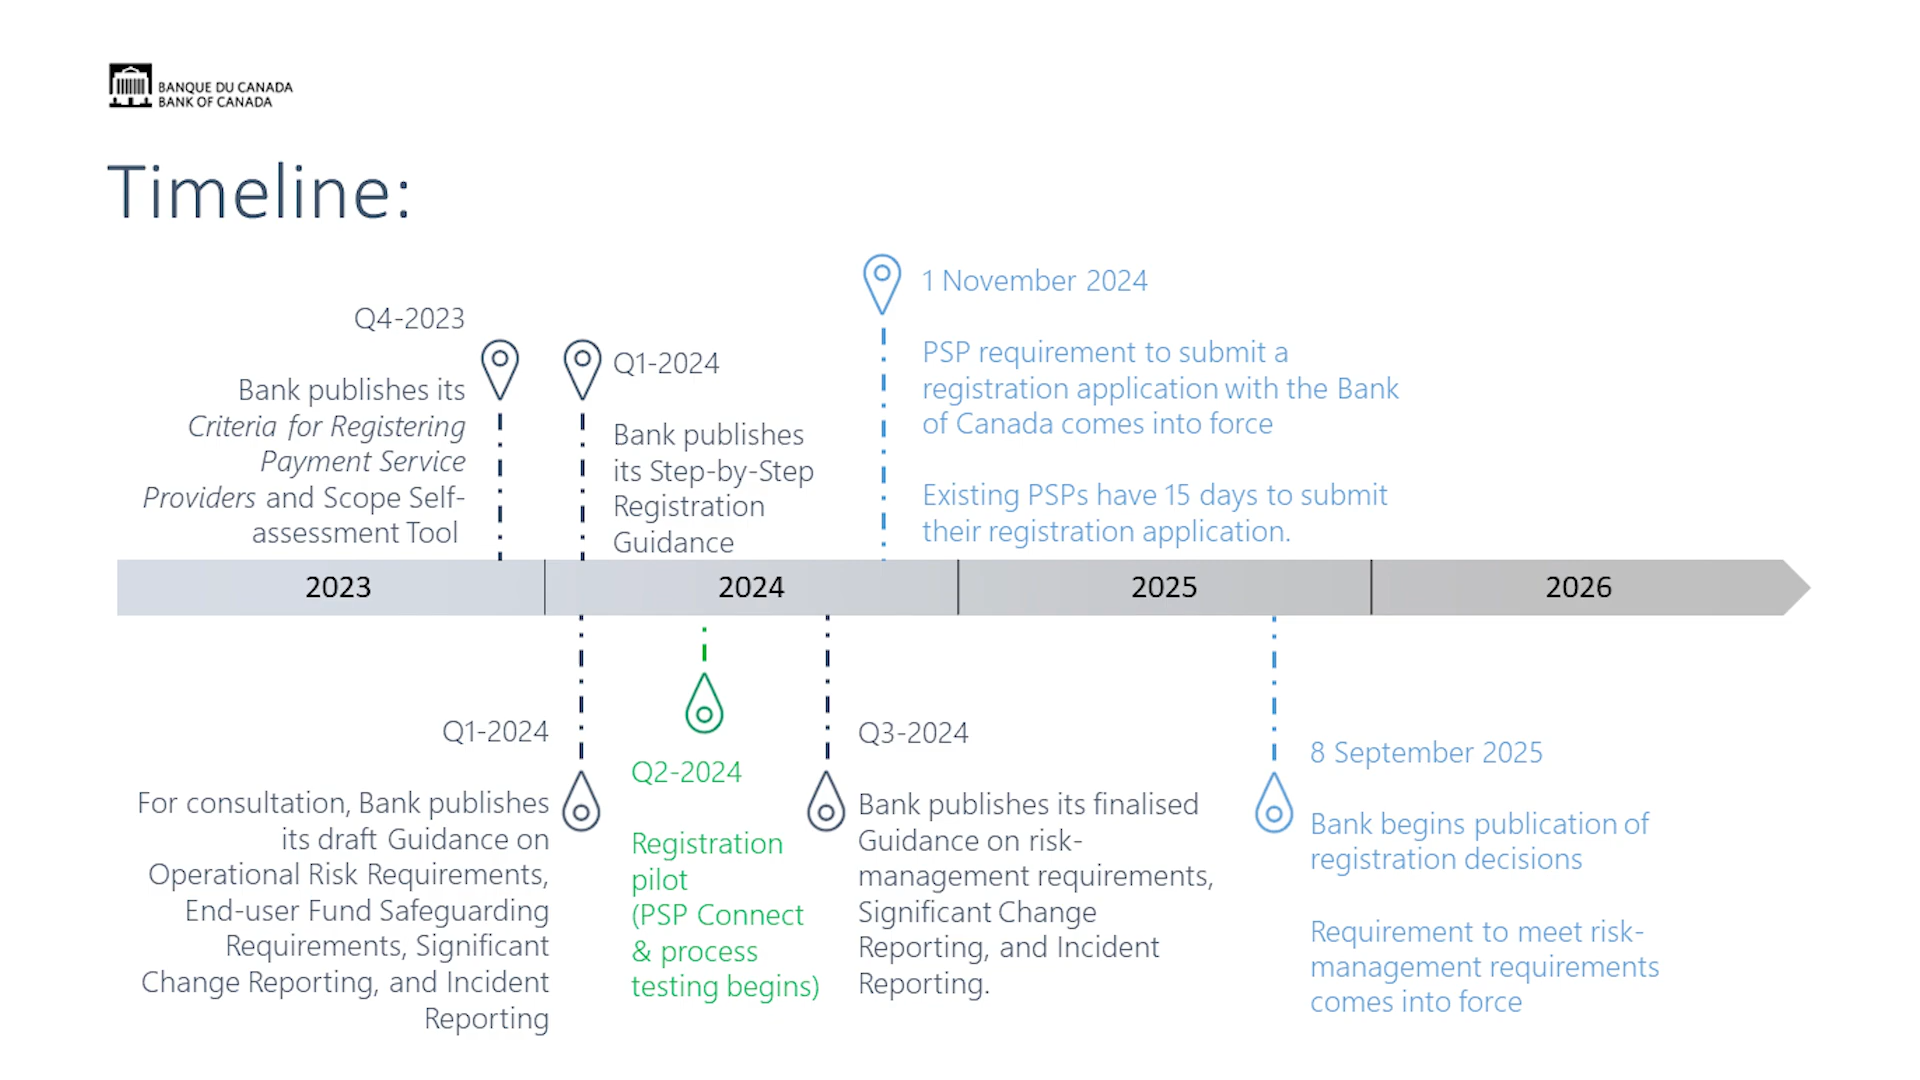 BANQUE DU CANADA
BANK OF CANADA
Timeline:
Q4-2023
Bank publishes its
Criteria for Registering
Payment Service
Providers and Scope Self-
assessment Tool
Q1-2024
Bank publishes
its Step-by-Step
Registration
Guidance
1 November 2024
PSP requirement to submit a
registration application with the Bank
of Canada comes into force
Existing PSPs have 15 days to submit
their registration application.
2023
2024
2025
2026
Q1-2024
For consultation, Bank publishes
its draft Guidance on
Operational Risk Requirements,
End-user Fund Safeguarding
Requirements, Significant
Change Reporting, and Incident
Reporting
Q2-2024
Registration
pilot
(PSP Connect
& process
testing begins)
Q3-2024
Bank publishes its finalised
Guidance on risk-
management requirements,
Significant Change
Reporting, and Incident
Reporting.
8 September 2025
Bank begins publication of
registration decisions
Requirement to meet risk-
management requirements
comes into force